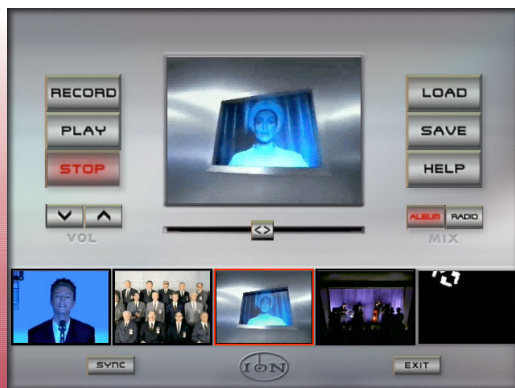 RECORD
PLAY
STOP
VOL
LOAD
SAVE
HELP
ALBUM RADIO
MIX
SYNC
ION
EXIT